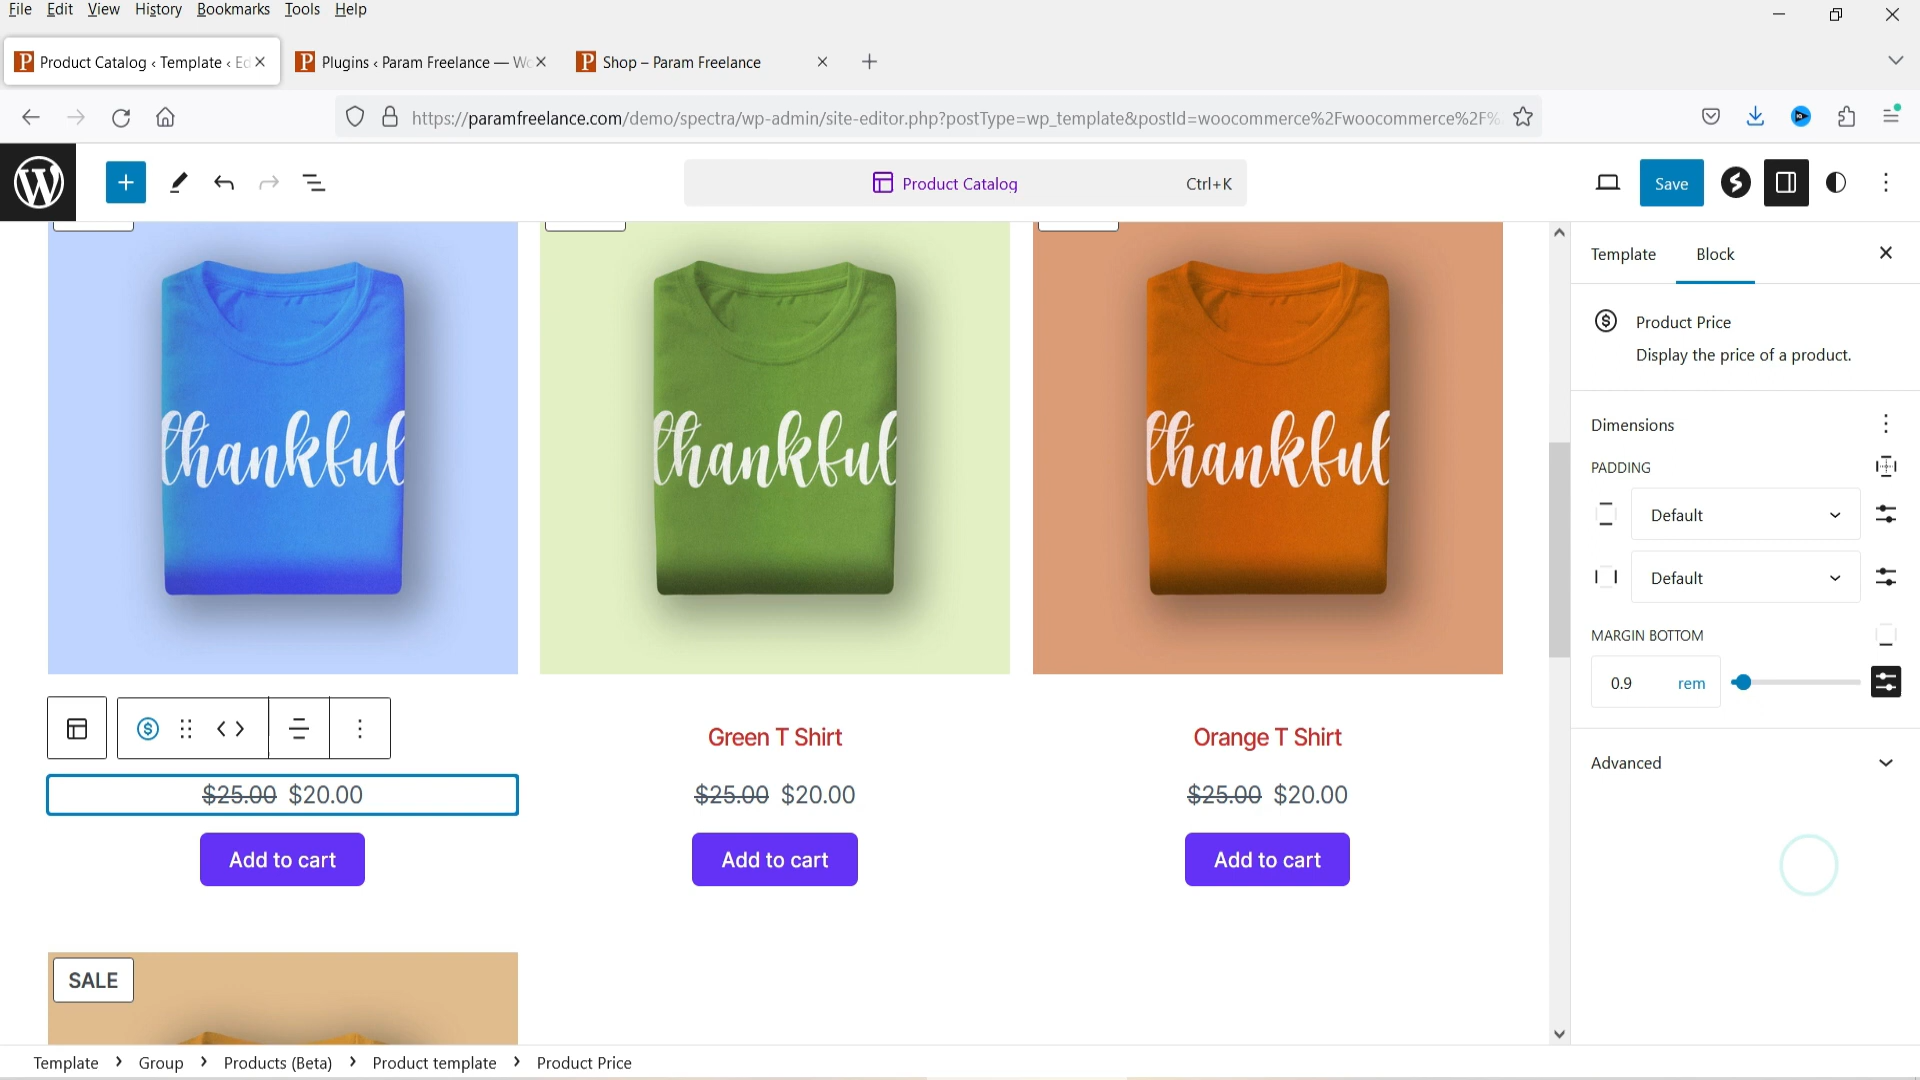 File Edit View History Bookmarks Tools Help
Product Catalog ‹ Template ‹ Ed
Plugins ‹ Param Freelance — Wo
Shop – Param Freelance
https://paramfreelance.com/demo/spectra/wp-admin/site-editor.php?postType=wp_template&postId=woocommerce%2Fwoocommerce%2F%
Product Catalog Ctrl+K
Save
Template Block
Product Price
Display the price of a product.
Dimensions
PADDING
Default
Default
MARGIN BOTTOM
0.9 rem
Advanced
thankful thankful thankful
Green T Shirt Orange T Shirt
$25.00 $20.00 $25.00 $20.00 $25.00 $20.00
Add to cart Add to cart Add to cart
SALE
Template › Group › Products (Beta) › Product template › Product Price